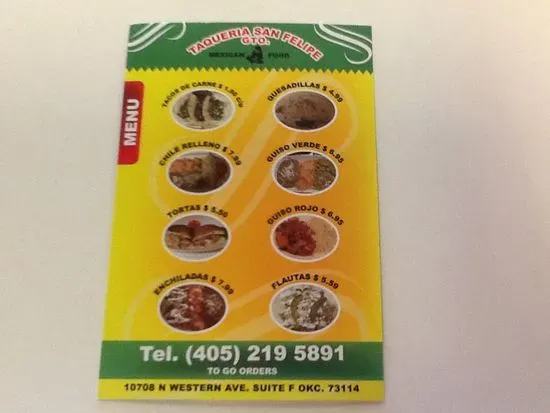 TAQUERIA SAN FELIPE
GTO.
MEXICAN FOOD
MENU
TACOS DE CARNE $ 1.50 C/U
QUESADILLAS $ 4.99
CHILE RELLENO $ 7.99
GUISO VERDE $ 6.95
TORTAS $ 5.50
GUISO ROJO $ 6.95
ENCHILADAS $ 7.99
FLAUTAS $ 5.59
Tel. (405) 219 5891
TO GO ORDERS
10708 N WESTERN AVE. SUITE F OKC. 73114